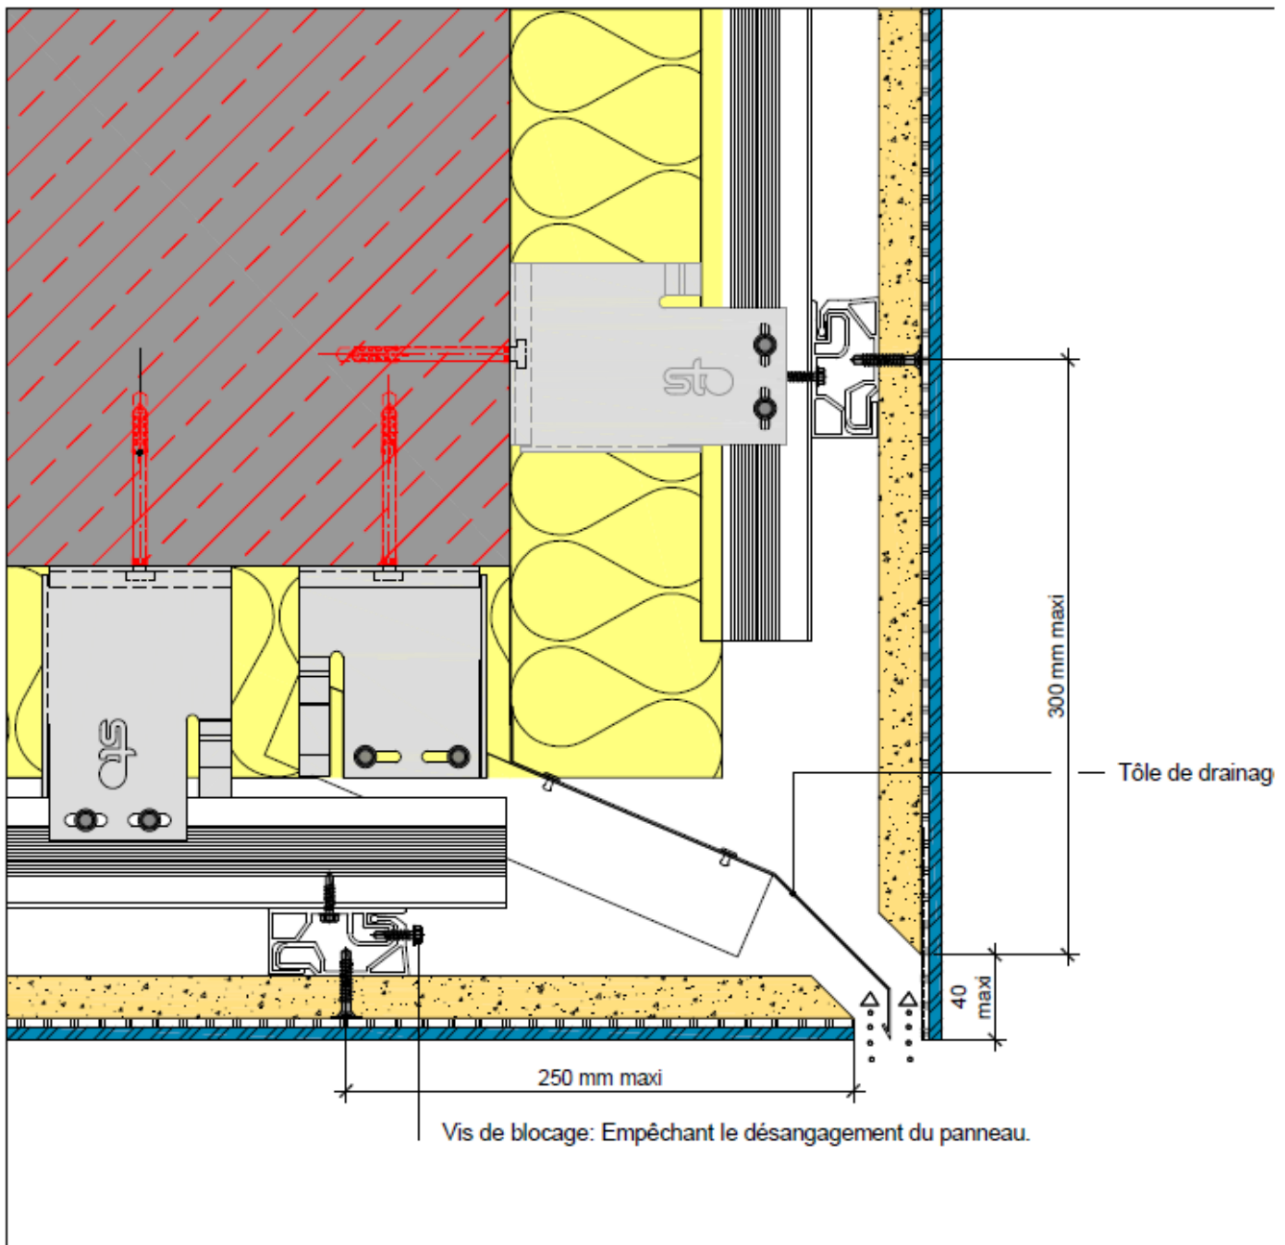 sto
sto
300 mm maxi
Tôle de drainag
40
maxi
250 mm maxi
Vis de blocage: Empêchant le désangagement du panneau.